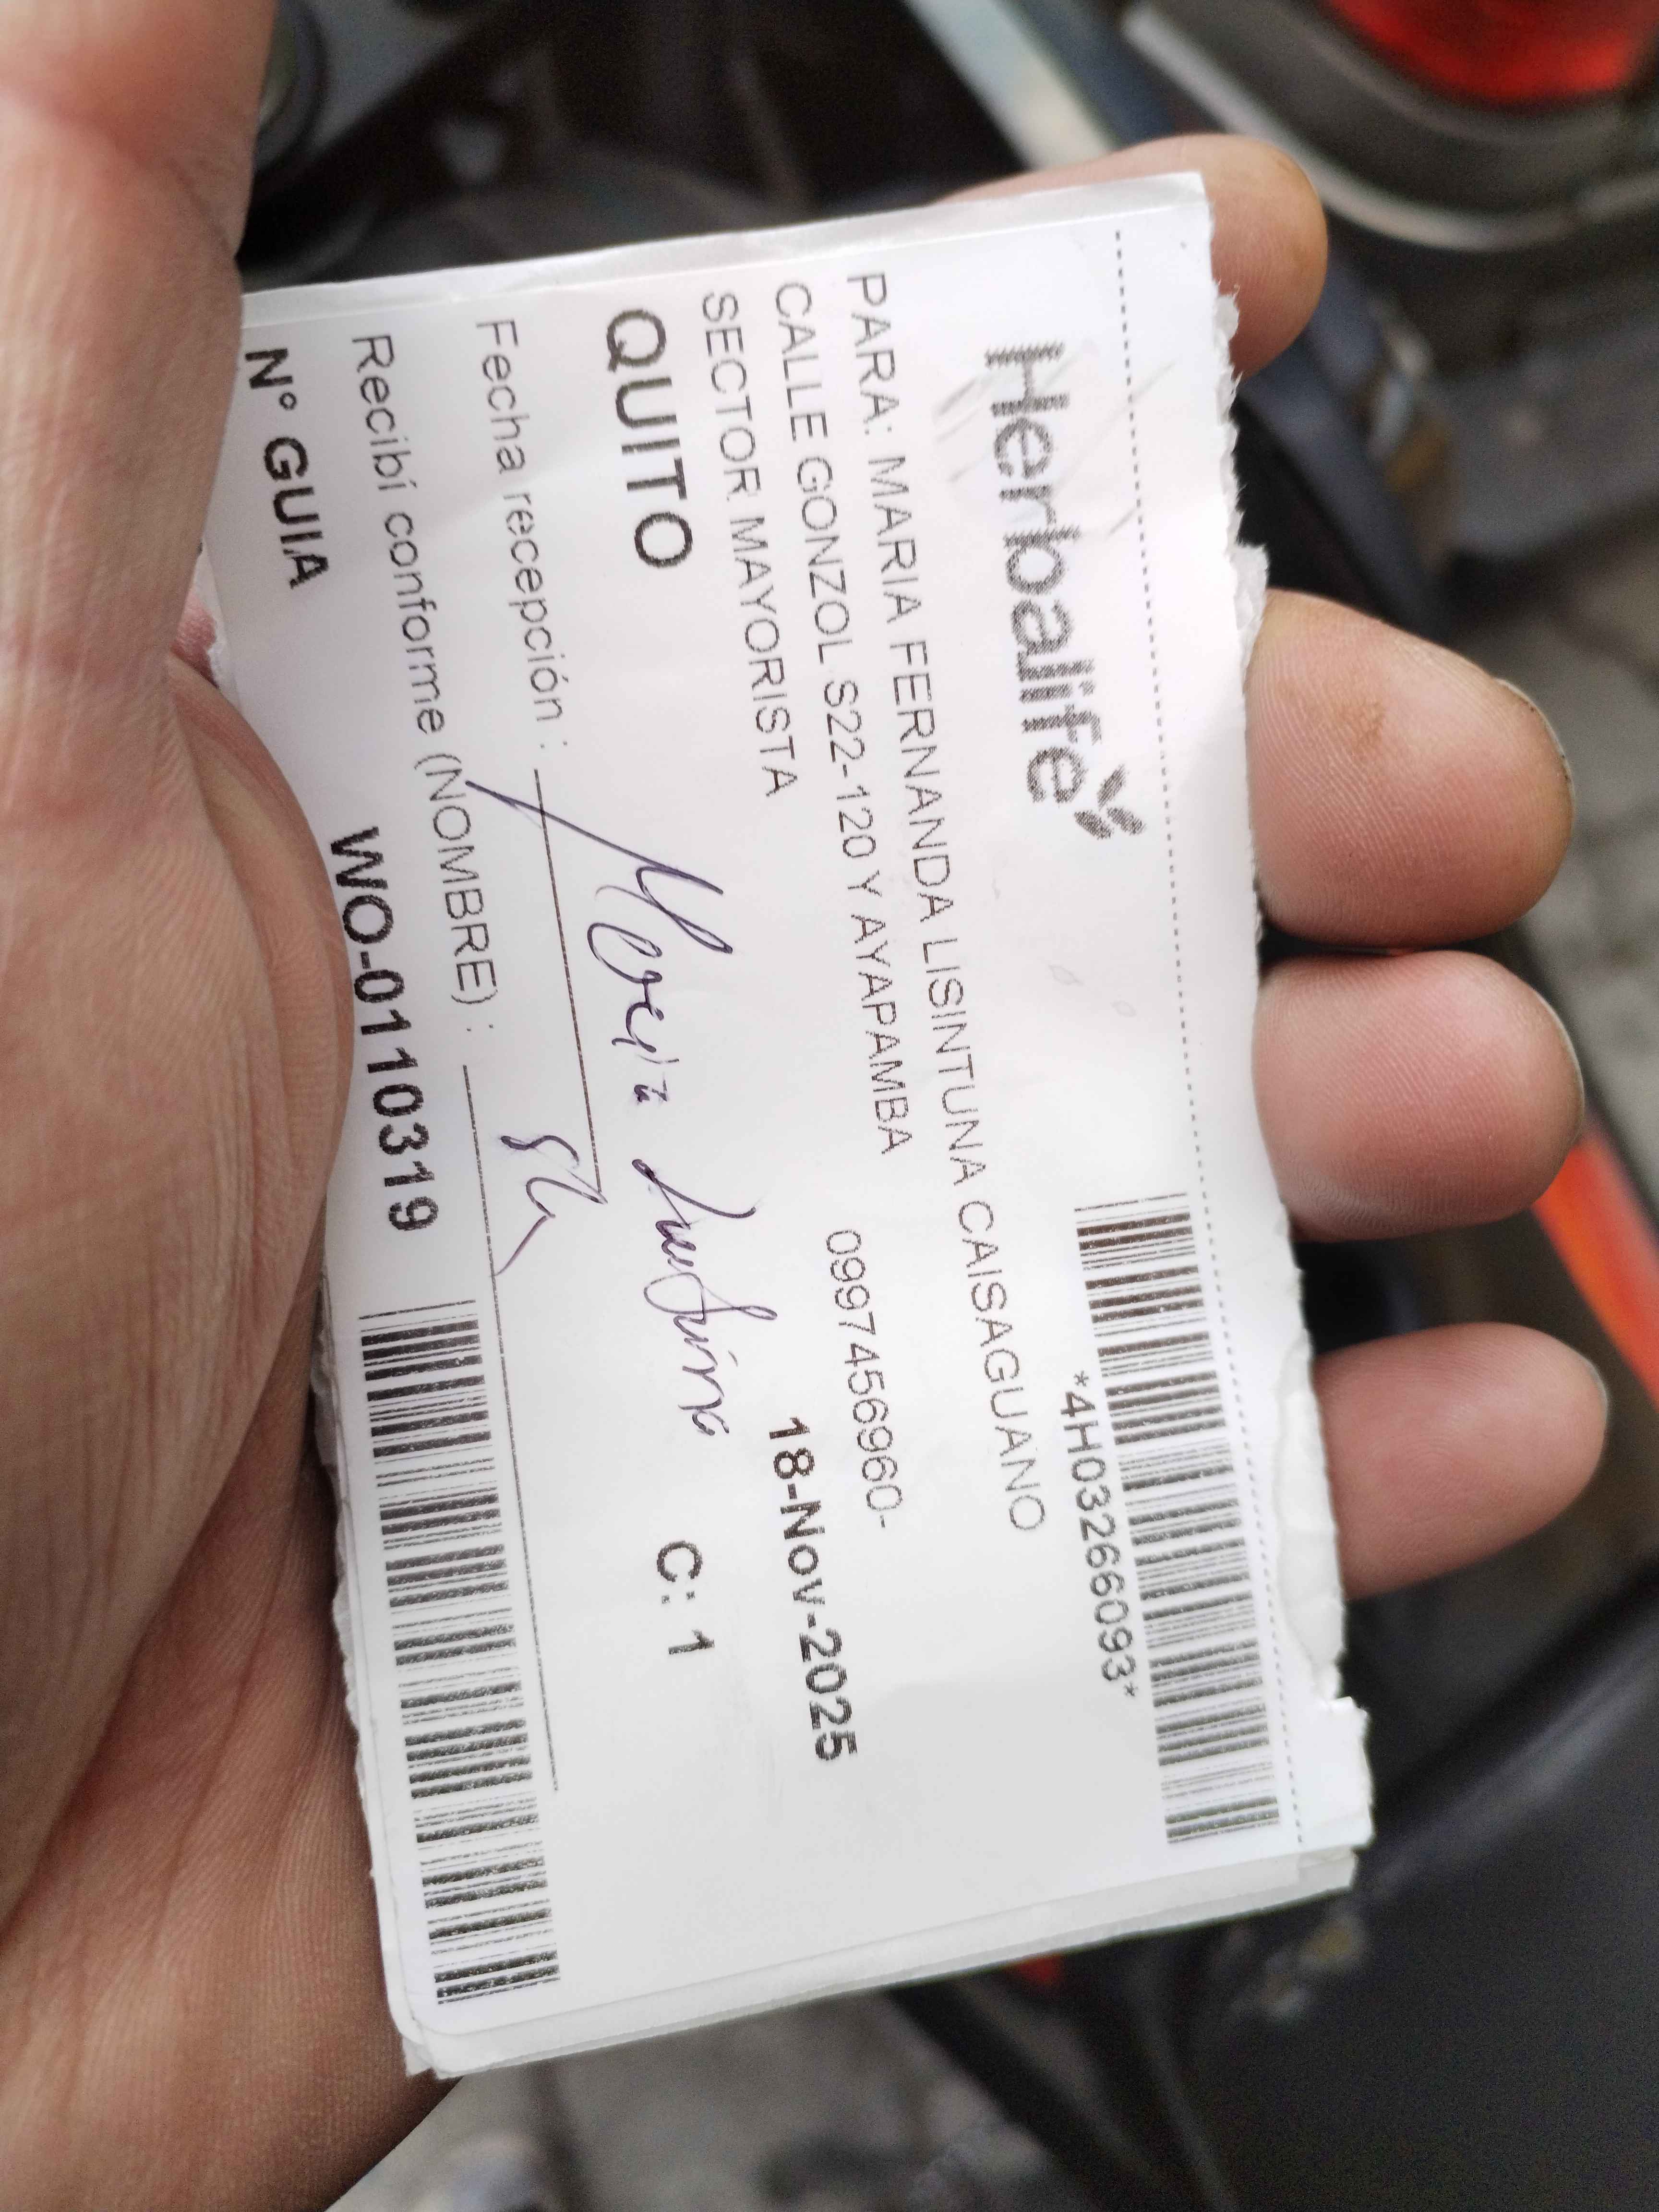 Herbalife
*4H03266093*
PARA: MARIA FERNANDA LISINTUNA CAISAGUANO
CALLE GONZOL S22-120 Y AYAPAMBA 0997456960-
SECTOR MAYORISTA 18-Nov-2025
QUITO C: 1
Maria
Fecha recepción :
Recibí conforme (NOMBRE) :
N° GUIA WO-0110319